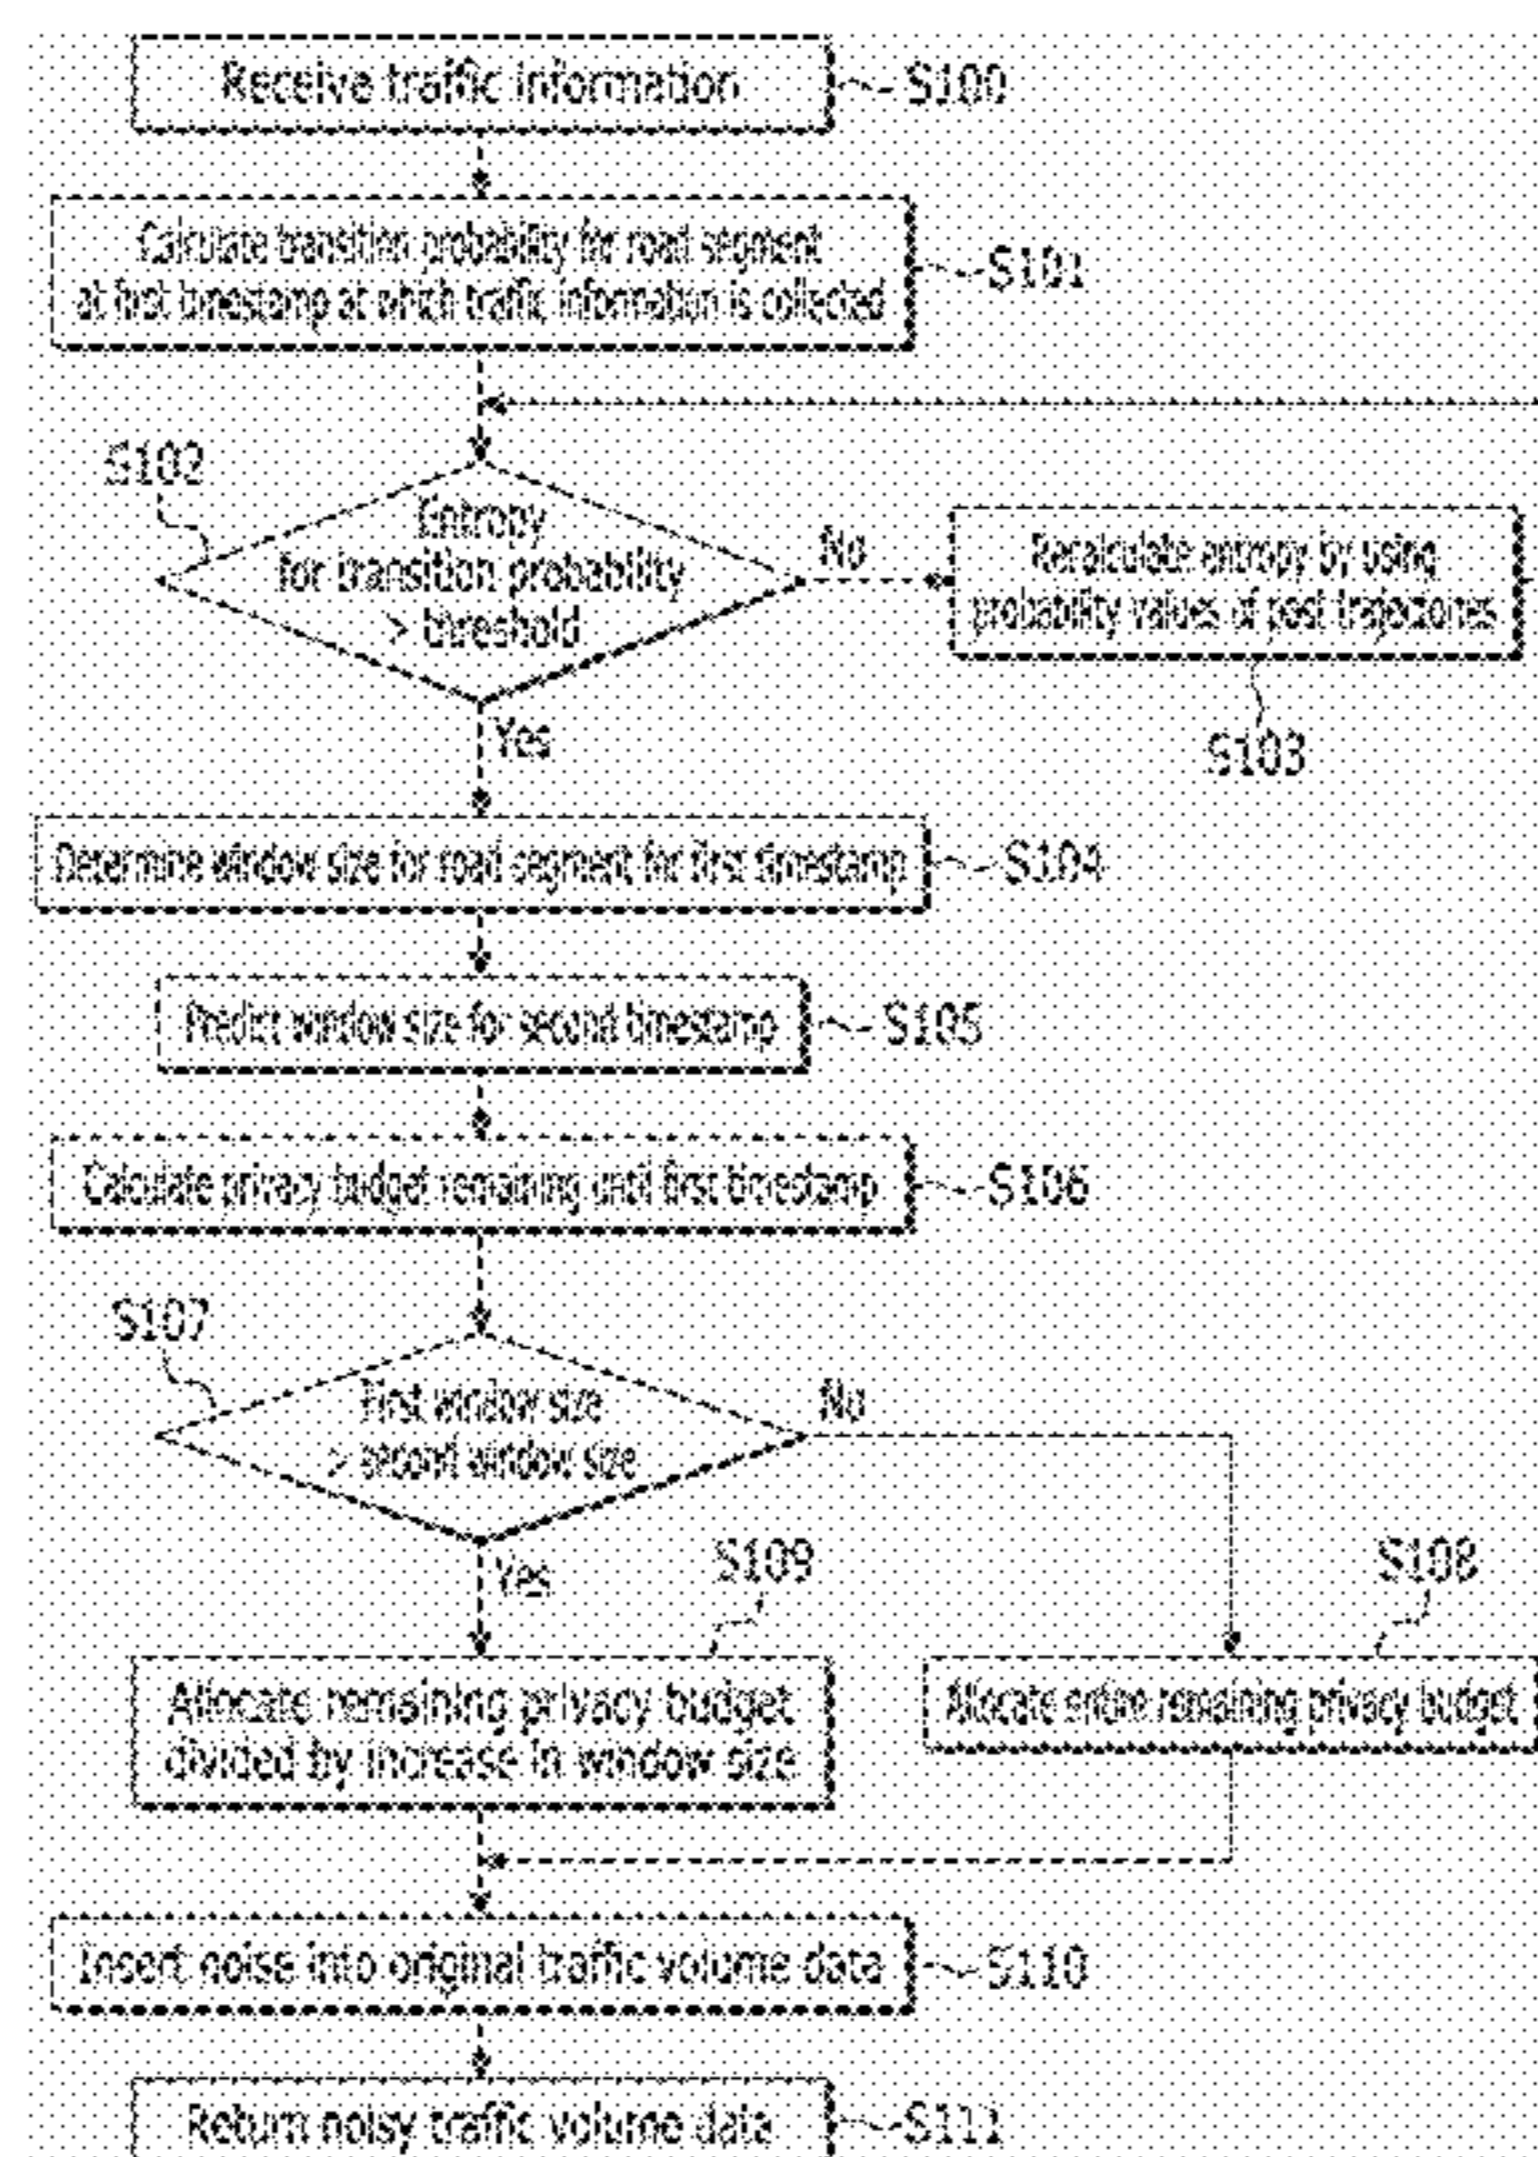 Receive traffic information
S100
Calculate transition probability for road segment
at first timestamp at which traffic information is collected
S101
S102
Entropy
for transition probability
> threshold
No
Recalculate entropy by using
probability values of past trajectories
S103
Yes
Determine window size for road segment for first timestamp
S104
Predict window size for second timestamp
S105
Calculate privacy budget remaining until first timestamp
S106
S107
First window size
> second window size
No
Yes
S109
S108
Allocate remaining privacy budget
divided by increase in window size
Allocate entire remaining privacy budget
Insert noise into original traffic volume data
S110
Return noisy traffic volume data
S111